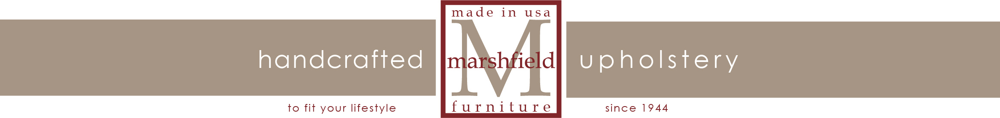 made in usa
M
handcrafted
marshfield
upholstery
to fit your lifestyle
furniture
since 1944